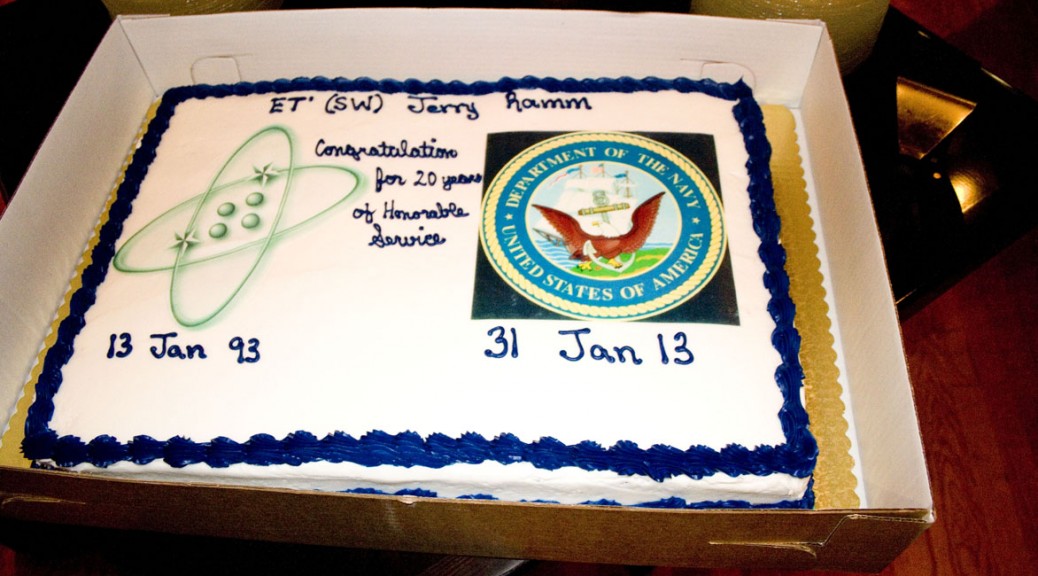 ET' (SW) Jerry Ramm
Congratulation
for 20 years
of Honorable
Service
DEPARTMENT OF THE NAVY
UNITED STATES OF AMERICA
13 Jan 93
31 Jan 13